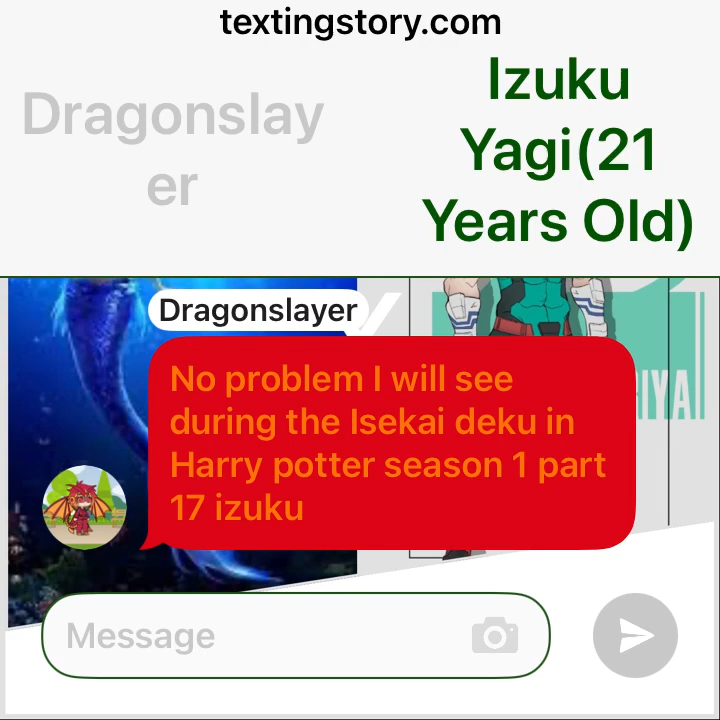 textingstory.com
Dragonslay
er
Izuku
Yagi(21
Years Old)
Dragonslayer
No problem I will see
during the Isekai deku in
Harry potter season 1 part
17 izuku
RIYA
Message